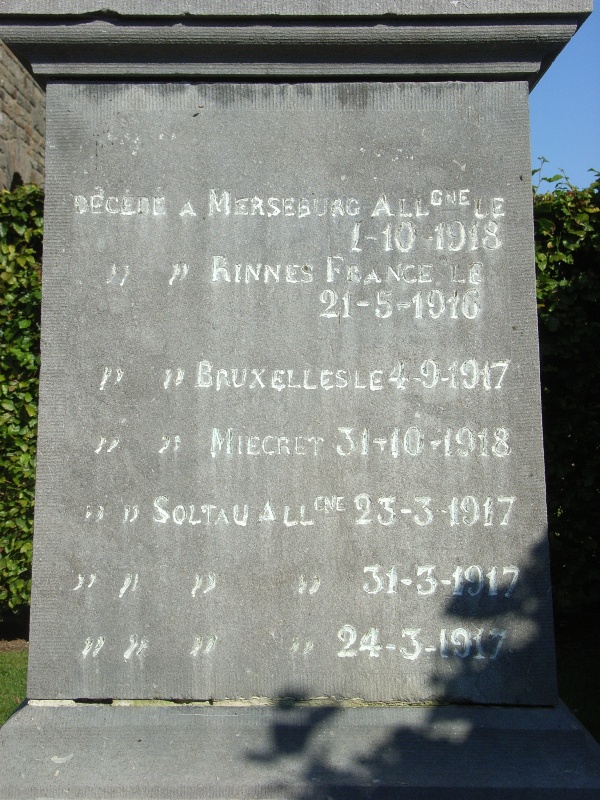 DÉCÉDÉ A MERSEBURG ALLGNE LE
1-10-1918
" " RINNES FRANCE LE
21-5-1916
" " BRUXELLES LE 4-9-1917
" " MIECRET 31-10-1918
" " SOLTAU ALLGNE 23-3-1917
" " " " 31-3-1917
" " " " 24-3-1917